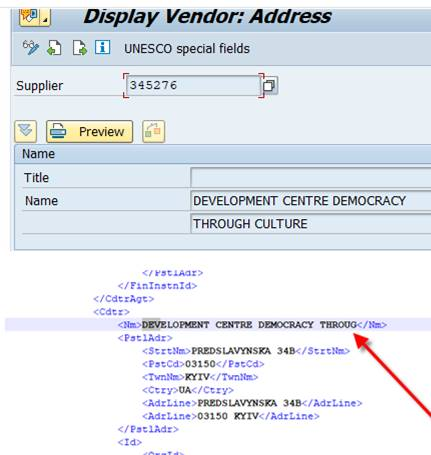 Display Vendor: Address
UNESCO special fields
Supplier 345276
Preview
Name
Title
Name DEVELOPMENT CENTRE DEMOCRACY
THROUGH CULTURE
</PstlAdr>
</FinInstnId>
</CdtrAgt>
<Cdtr>
<Nm>DEVELOPMENT CENTRE DEMOCRACY THROUG</Nm>
<PstlAdr>
<StrtNm>PREDSLAVYNSKA 34B</StrtNm>
<PstCd>03150</PstCd>
<TwnNm>KYIV</TwnNm>
<Ctry>UA</Ctry>
<AdrLine>PREDSLAVYNSKA 34B</AdrLine>
<AdrLine>03150 KYIV</AdrLine>
</PstlAdr>
<Id>